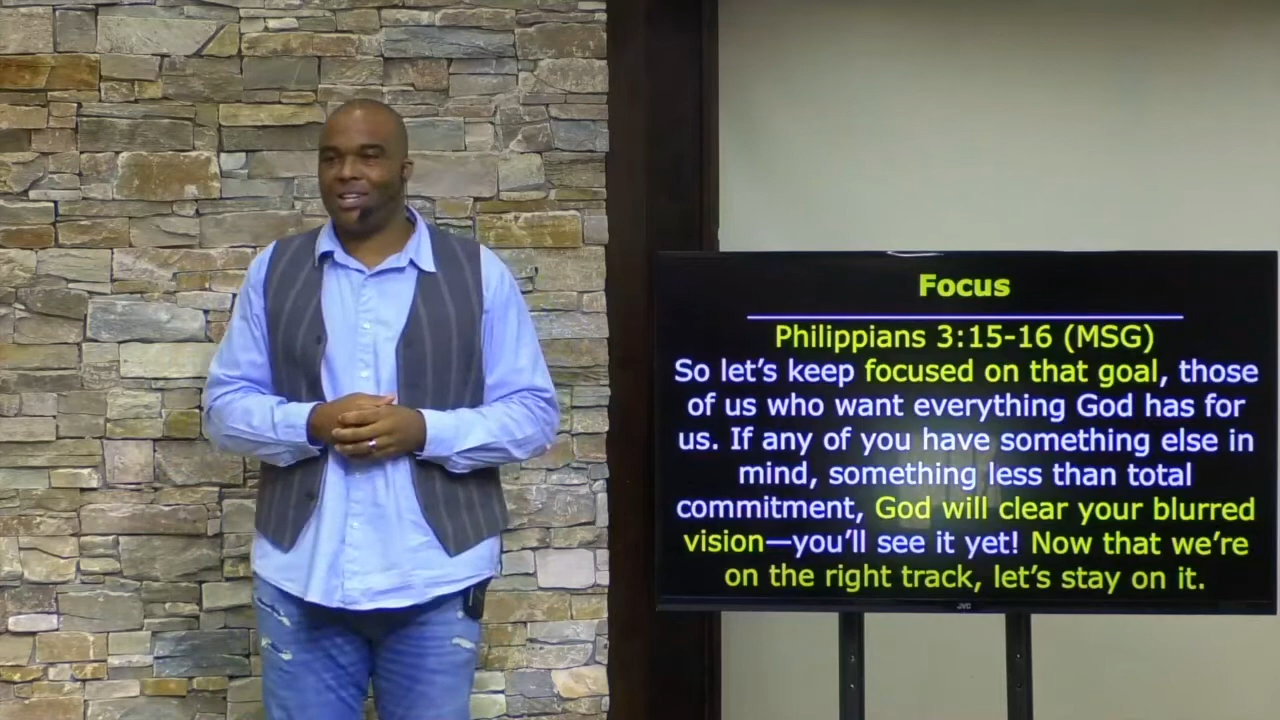 Focus
Philippians 3:15-16 (MSG)
So let’s keep focused on that goal, those
of us who want everything God has for
us. If any of you have something else in
mind, something less than total
commitment, God will clear your blurred
vision—you’ll see it yet! Now that we’re
on the right track, let’s stay on it.
JVC